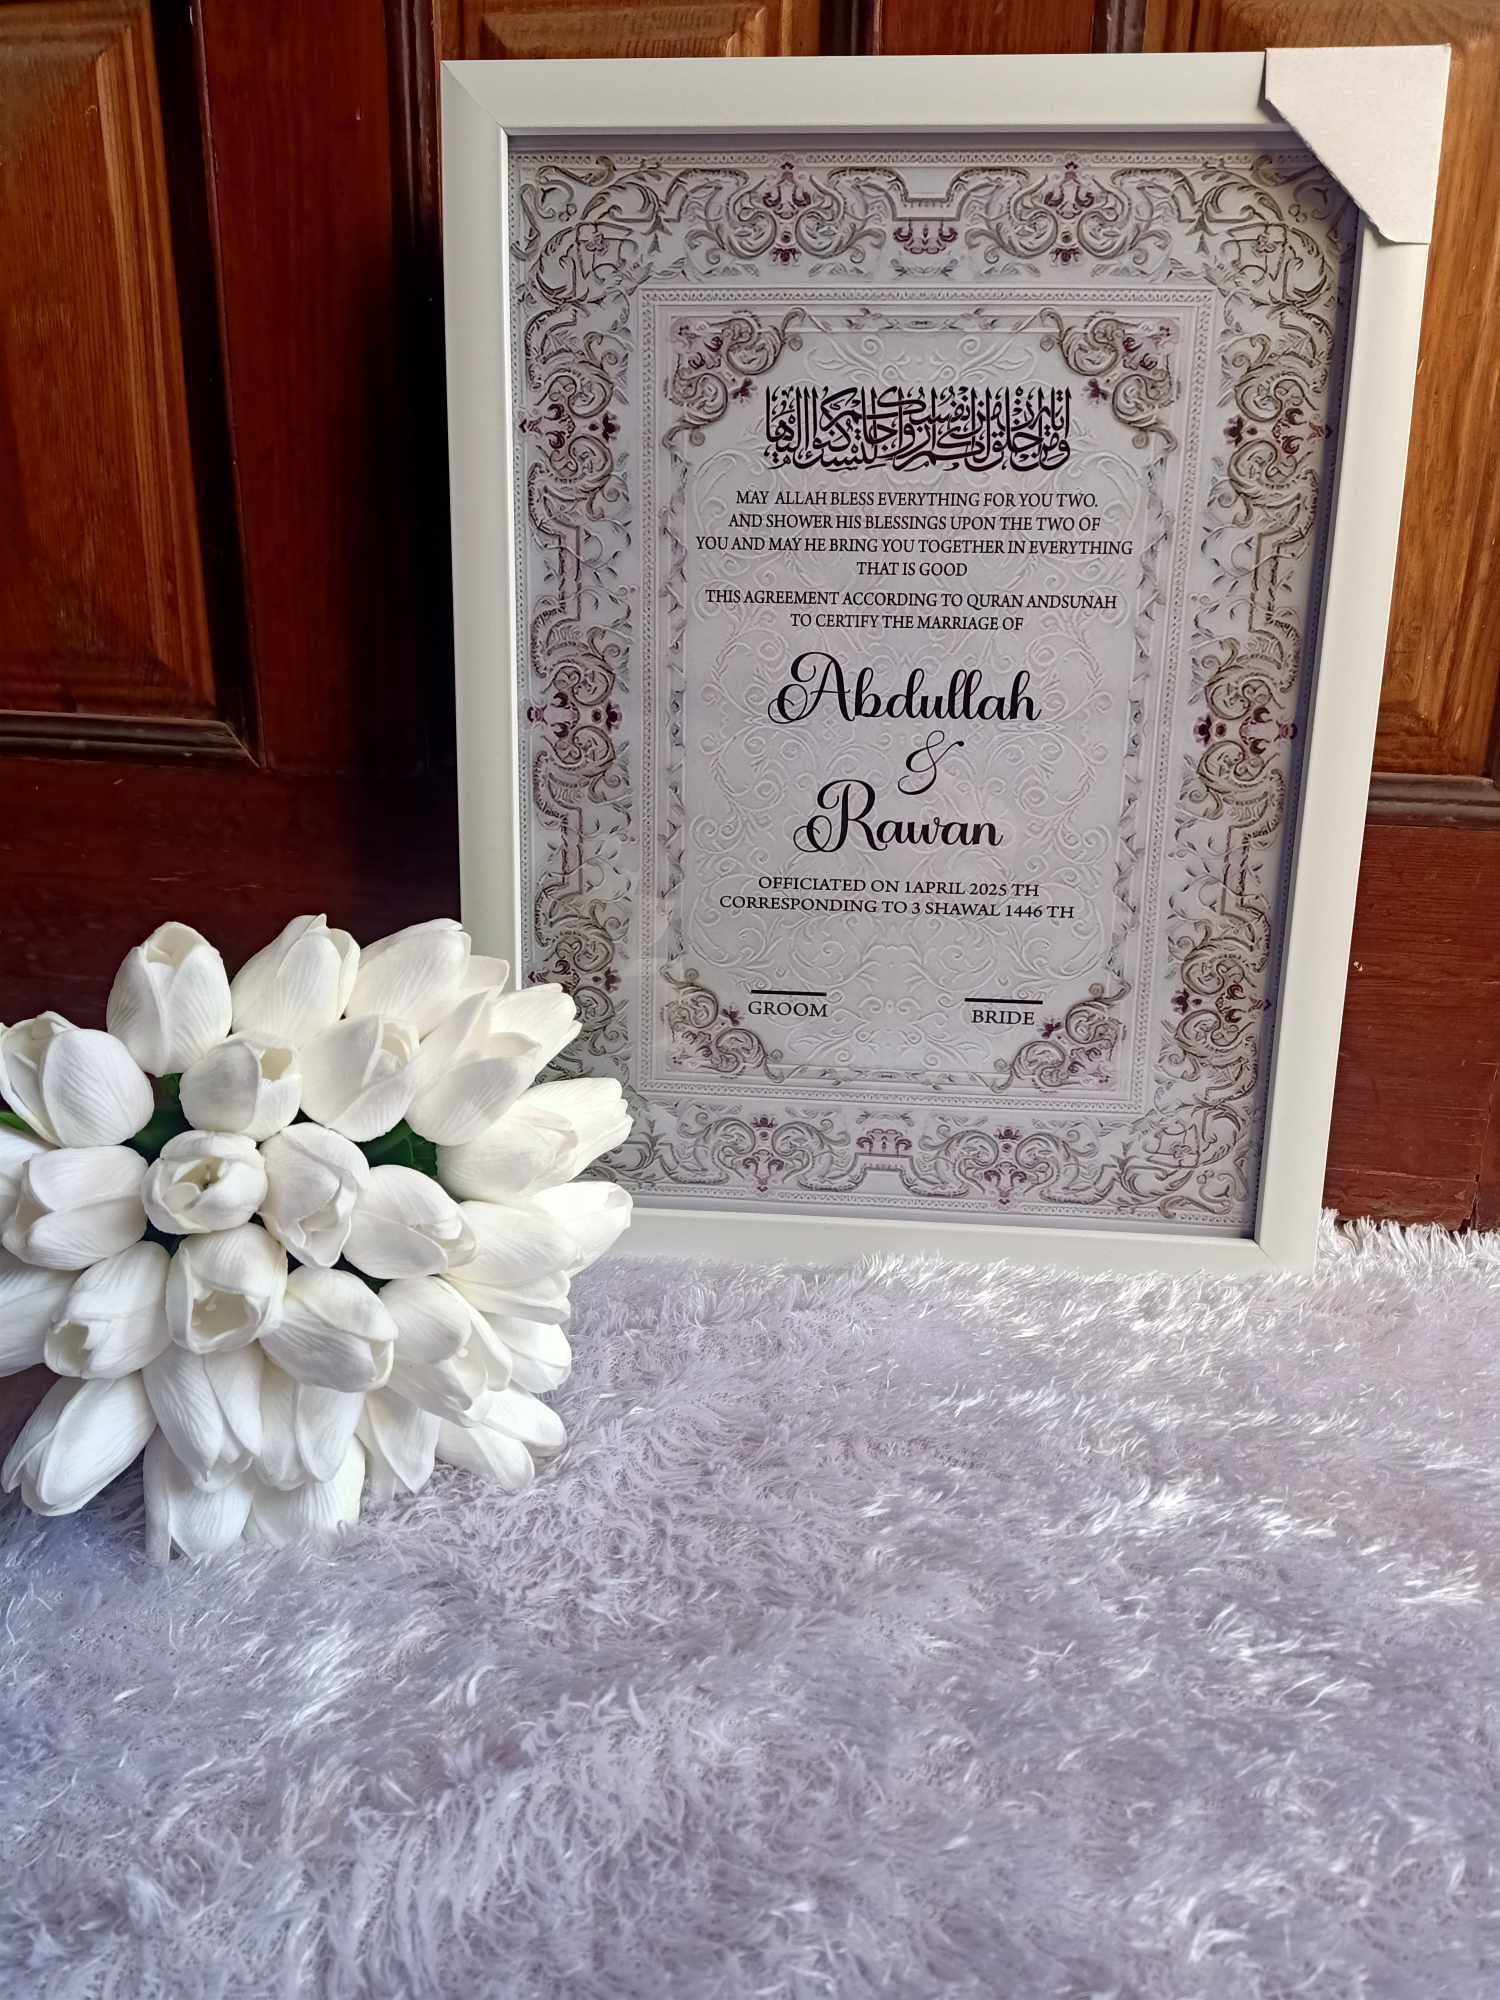 ومن آياته أن خلق لكم من أنفسكم أزواجا لتسكنوا إليها
MAY ALLAH BLESS EVERYTHING FOR YOU TWO.
AND SHOWER HIS BLESSINGS UPON THE TWO OF
YOU AND MAY HE BRING YOU TOGETHER IN EVERYTHING
THAT IS GOOD
THIS AGREEMENT ACCORDING TO QURAN ANDSUNAH
TO CERTIFY THE MARRIAGE OF
Abdullah
&
Rawan
OFFICIATED ON 1APRIL 2025 TH
CORRESPONDING TO 3 SHAWAL 1446 TH
GROOM BRIDE